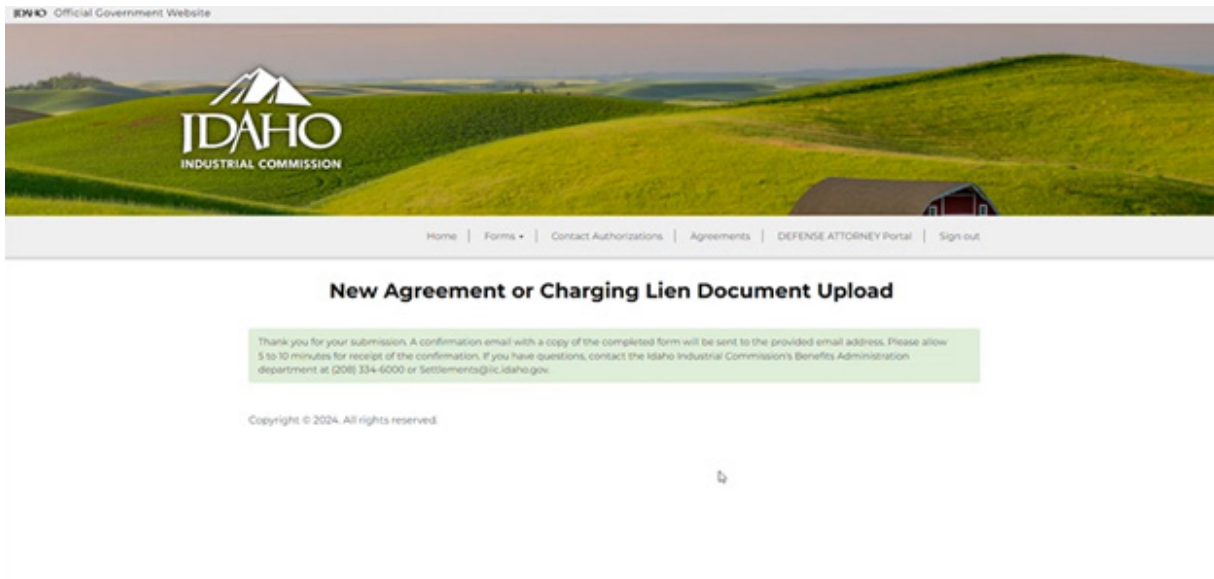 IDAHO Official Government Website
IDAHO
INDUSTRIAL COMMISSION
Home | Forms | Contact Authorizations | Agreements | DEFENSE ATTORNEY Portal | Sign out
New Agreement or Charging Lien Document Upload
Thank you for your submission. A confirmation email with a copy of the completed form will be sent to the provided email address. Please allow
5 to 10 minutes for receipt of the confirmation. If you have questions, contact the Idaho Industrial Commission's Benefits Administration
department at (208) 334-6000 or Settlements@iic.idaho.gov.
Copyright © 2024. All rights reserved.